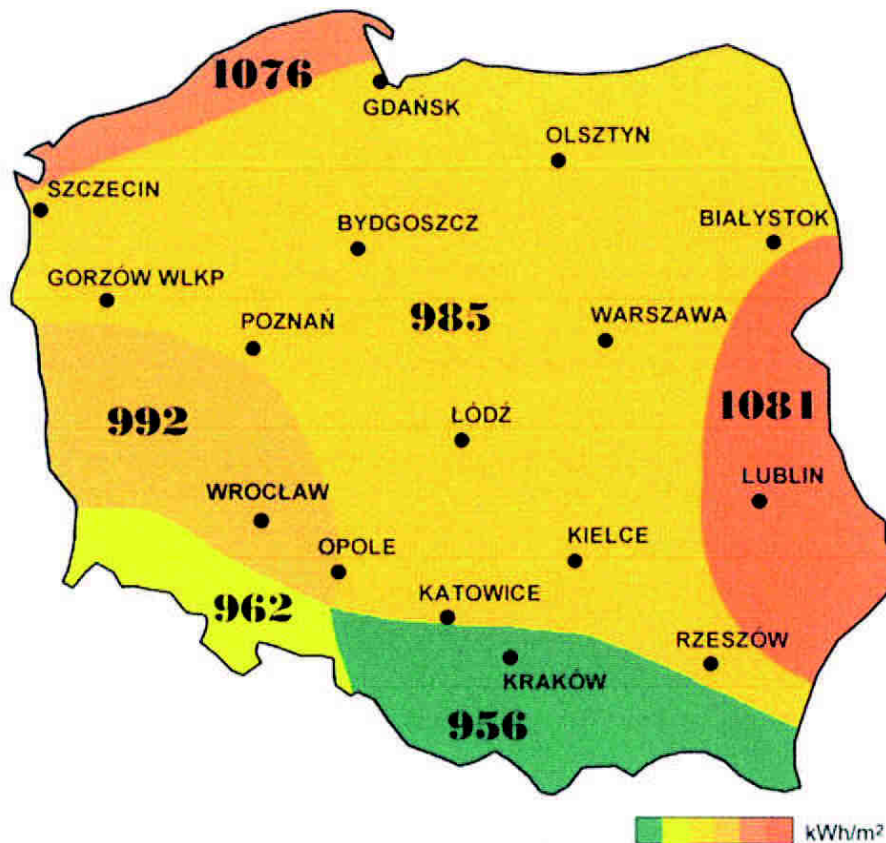 1076
GDAŃSK
OLSZTYN
SZCZECIN
BYDGOSZCZ
BIAŁYSTOK
GORZÓW WLKP
POZNAŃ
985
WARSZAWA
992
ŁÓDŹ
1081
WROCŁAW
LUBLIN
OPOLE
KIELCE
962
KATOWICE
RZESZÓW
KRAKÓW
956
kWh/m²